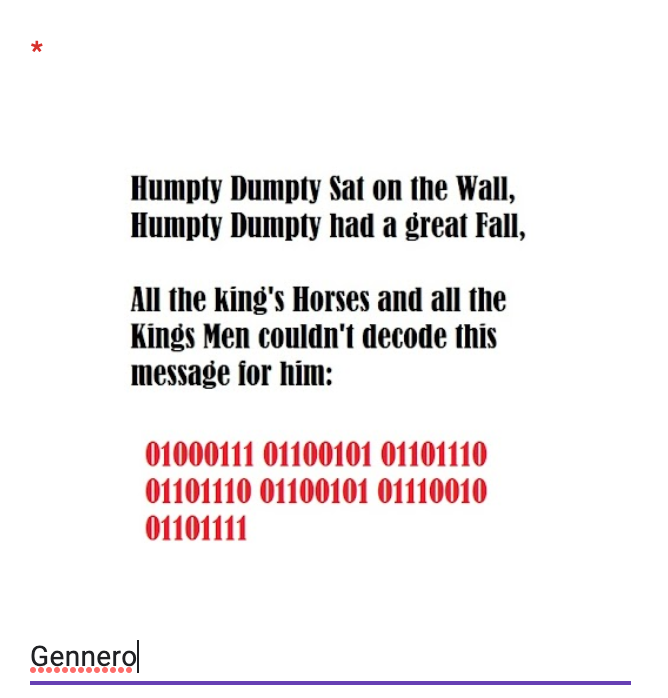 *
Humpty Dumpty Sat on the Wall,
Humpty Dumpty had a great Fall,
All the king's Horses and all the
Kings Men couldn't decode this
message for him:
01000111 01100101 01101110
01101110 01100101 01110010
01101111
Gennero